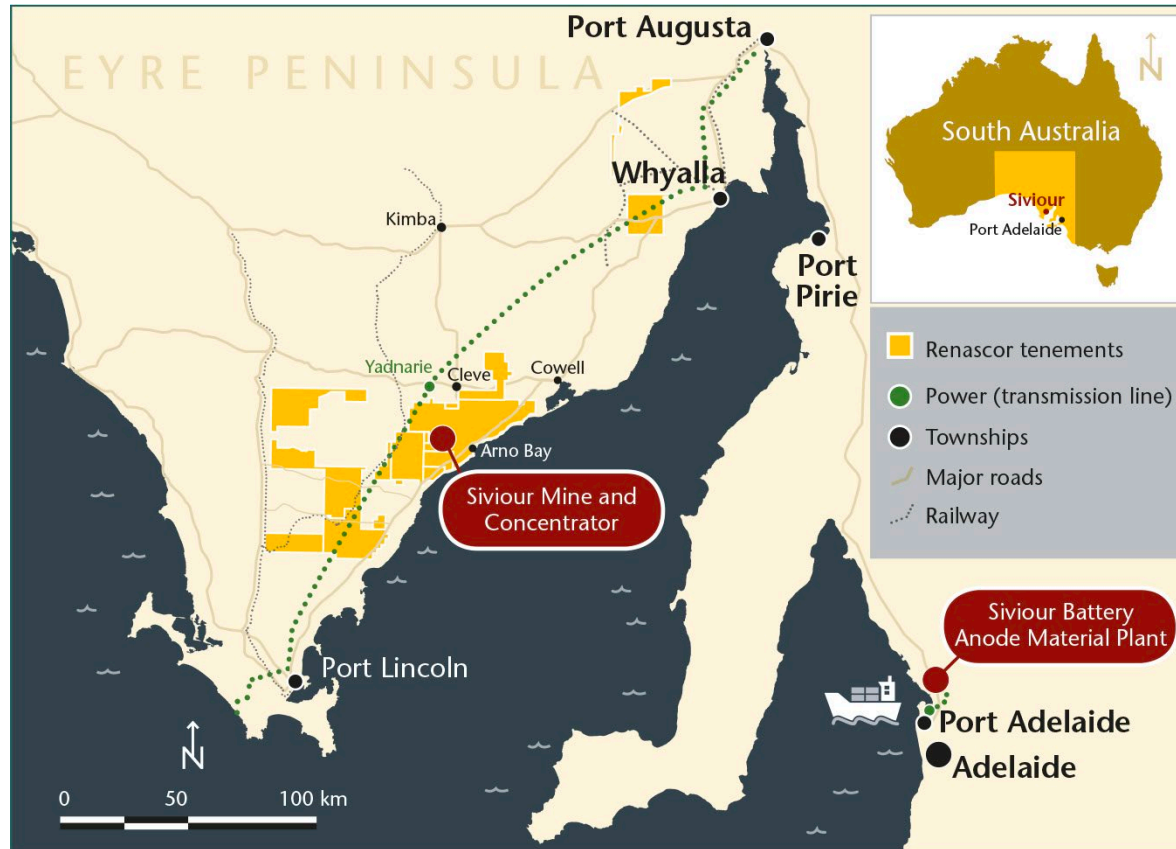 EYRE PENINSULA
Port Augusta
Whyalla
Kimba
Port
Pirie
Yadnarie
Cleve
Cowell
Arno Bay
Siviour Mine and
Concentrator
Port Lincoln
N
0 50 100 km
Siviour Battery
Anode Material Plant
Port Adelaide
Adelaide
N
South Australia
Siviour
Port Adelaide
Renascor tenements
Power (transmission line)
Townships
Major roads
Railway